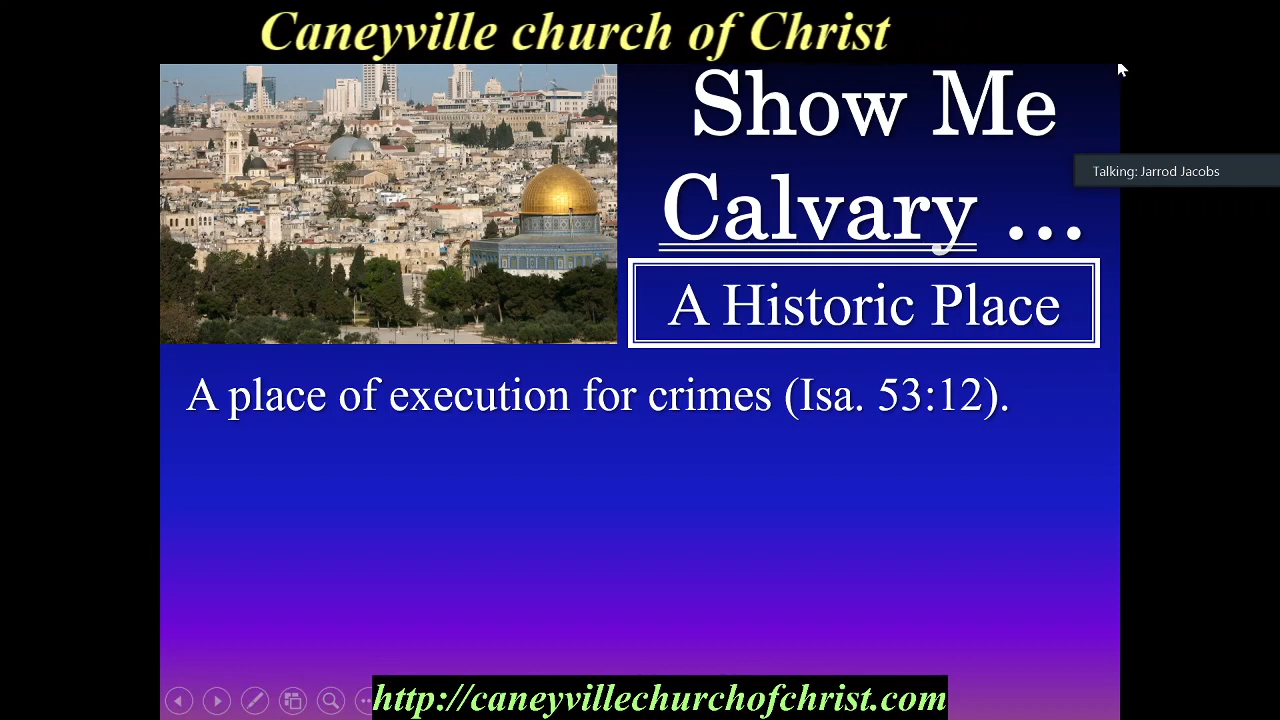 Caneyville church of Christ
Show Me
Calvary ...
Talking: Jarrod Jacobs
A Historic Place
A place of execution for crimes (Isa. 53:12).
http://caneyvillechurchofchrist.com